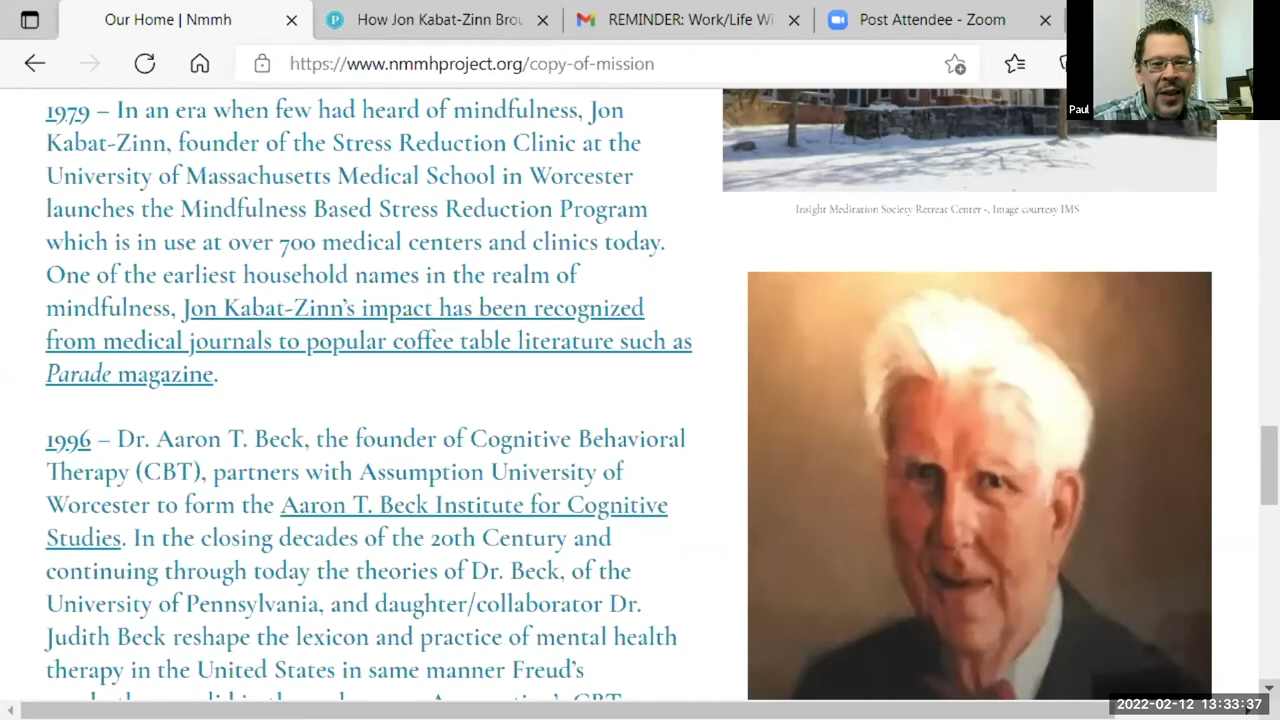 Our Home | Nmmh
How Jon Kabat-Zinn Brou
REMINDER: Work/Life Wi
Post Attendee - Zoom
https://www.nmmhproject.org/copy-of-mission
Paul
1979 – In an era when few had heard of mindfulness, Jon
Kabat-Zinn, founder of the Stress Reduction Clinic at the
University of Massachusetts Medical School in Worcester
launches the Mindfulness Based Stress Reduction Program
which is in use at over 700 medical centers and clinics today.
One of the earliest household names in the realm of
mindfulness, Jon Kabat-Zinn's impact has been recognized
from medical journals to popular coffee table literature such as
Parade magazine.
Insight Meditation Society Retreat Center -, Image courtesy IMS
1996 – Dr. Aaron T. Beck, the founder of Cognitive Behavioral
Therapy (CBT), partners with Assumption University of
Worcester to form the Aaron T. Beck Institute for Cognitive
Studies. In the closing decades of the 20th Century and
continuing through today the theories of Dr. Beck, of the
University of Pennsylvania, and daughter/collaborator Dr.
Judith Beck reshape the lexicon and practice of mental health
therapy in the United States in same manner Freud's
2022-02-12 13:33:37